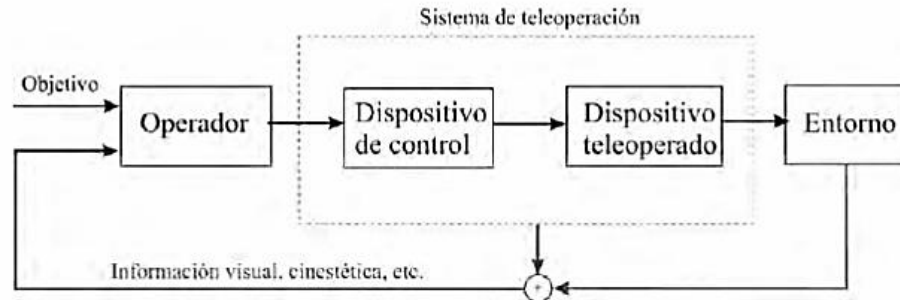 Sistema de teleoperación
Objetivo
Operador
Dispositivo
de control
Dispositivo
teleoperado
Entorno
Información visual, cinestética, etc.
+